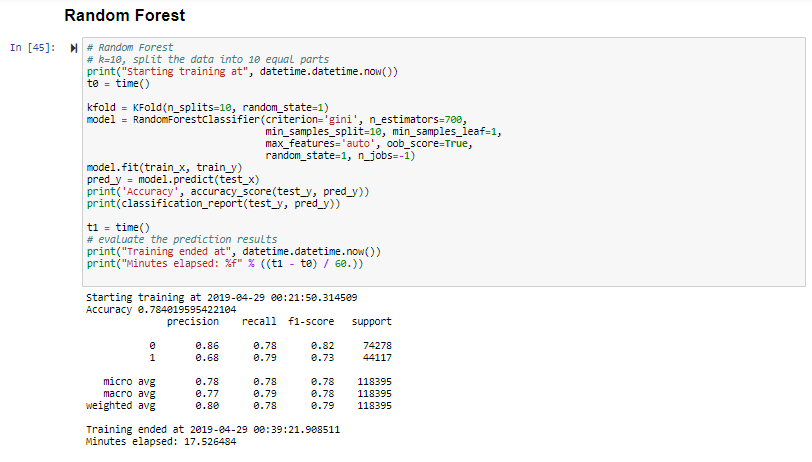 Random Forest
In [45]:
# Random Forest
# k=10, split the data into 10 equal parts
print("Starting training at", datetime.datetime.now())
t0 = time()
kfold = KFold(n_splits=10, random_state=1)
model = RandomForestClassifier(criterion='gini', n_estimators=700,
min_samples_split=10, min_samples_leaf=1,
max_features='auto', oob_score=True,
random_state=1, n_jobs=-1)
model.fit(train_x, train_y)
pred_y = model.predict(test_x)
print('Accuracy', accuracy_score(test_y, pred_y))
print(classification_report(test_y, pred_y))
t1 = time()
# evaluate the prediction results
print("Training ended at", datetime.datetime.now())
print("Minutes elapsed: %f" % ((t1 - t0) / 60.))
Starting training at 2019-04-29 00:21:50.314509
Accuracy 0.784019595422104
precision recall f1-score support
0 0.86 0.78 0.82 74278
1 0.68 0.79 0.73 44117
micro avg 0.78 0.78 0.78 118395
macro avg 0.77 0.79 0.78 118395
weighted avg 0.80 0.78 0.79 118395
Training ended at 2019-04-29 00:39:21.908511
Minutes elapsed: 17.526484